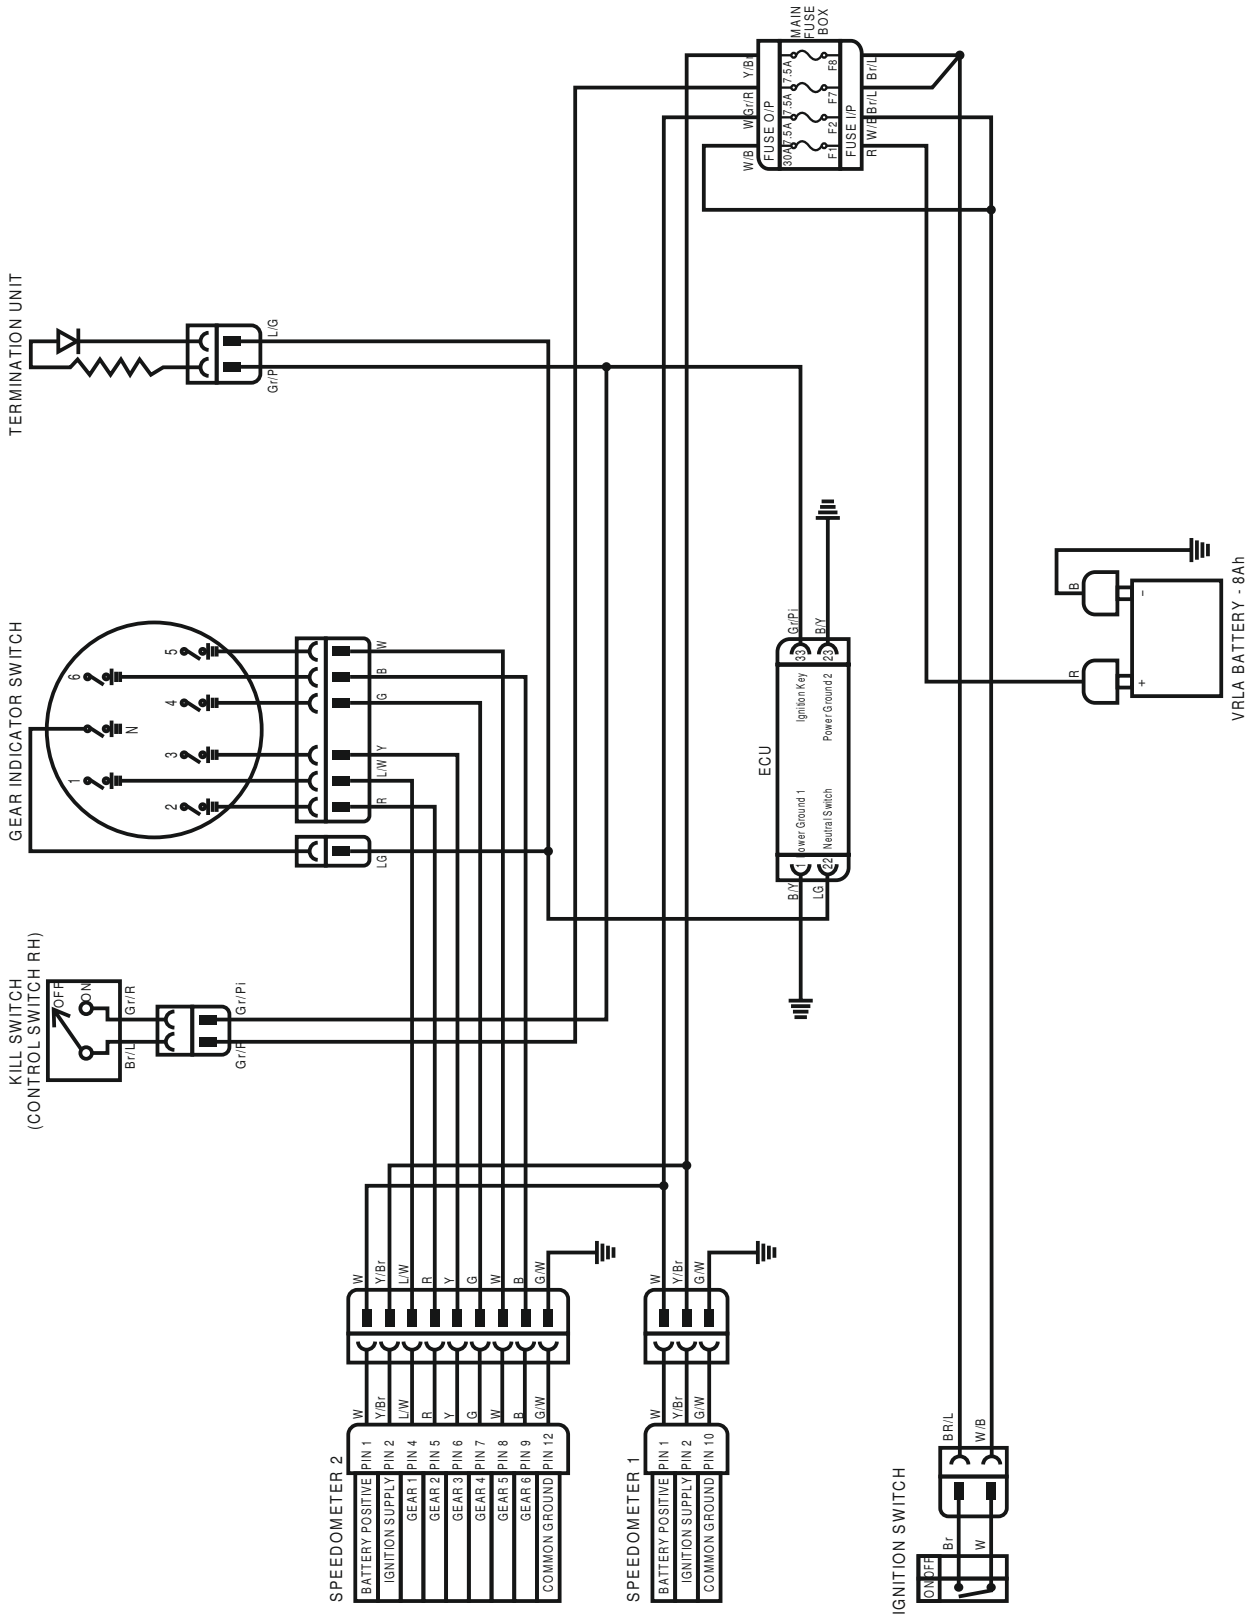 TERMINATION UNIT
L/G
Gr/P
GEAR INDICATOR SWITCH
5
6
4
N
3
1
2
W
B
G
Y
L/W
R
LG
KILL SWITCH
(CONTROL SWITCH RH)
OFF
ON
Gr/R
Br/L
Gr/Pi
MAIN
FUSE
BOX
Y/Br
Gr/R
W
W/B
FUSE O/P
7.5A
7.5A
7.5A
30A
F8
F7
F2
F1
FUSE I/P
Br/L
Br/L
R
ECU
Gr/Pi
B/Y
33
23
Ignition Key
Power Ground 2
Neutral Switch
1
22
B/Y
LG
B
R
-
+
VRLA BATTERY - 8Ah
SPEEDOMETER 2
W
Y/Br
L/W
R
Y
G
W
B
G/W
W
Y/Br
L/W
R
Y
G
W
B
G/W
BATTERY POSITIVE PIN 1
IGNITION SUPPLY PIN 2
GEAR 1 PIN 4
GEAR 2 PIN 5
GEAR 3 PIN 6
GEAR 4 PIN 7
GEAR 5 PIN 8
GEAR 6 PIN 9
COMMON GROUND PIN 12
SPEEDOMETER 1
W
Y/Br
G/W
W
Y/Br
G/W
BATTERY POSITIVE PIN 1
IGNITION SUPPLY PIN 2
COMMON GROUND PIN 10
IGNITION SWITCH
BR/L
W/B
Br
W
OFF
ON